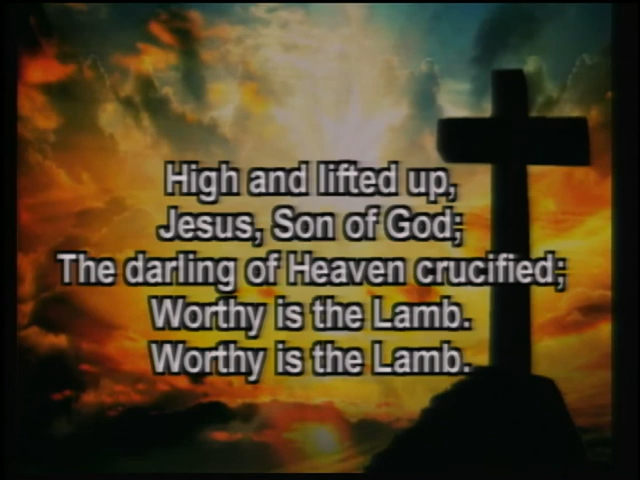 High and lifted up,
Jesus, Son of God;
The darling of Heaven crucified;
Worthy is the Lamb.
Worthy is the Lamb.